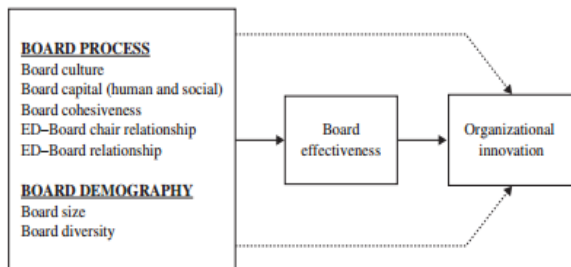 BOARD PROCESS
Board culture
Board capital (human and social)
Board cohesiveness
ED–Board chair relationship
ED–Board relationship
BOARD DEMOGRAPHY
Board size
Board diversity
Board
effectiveness
Organizational
innovation